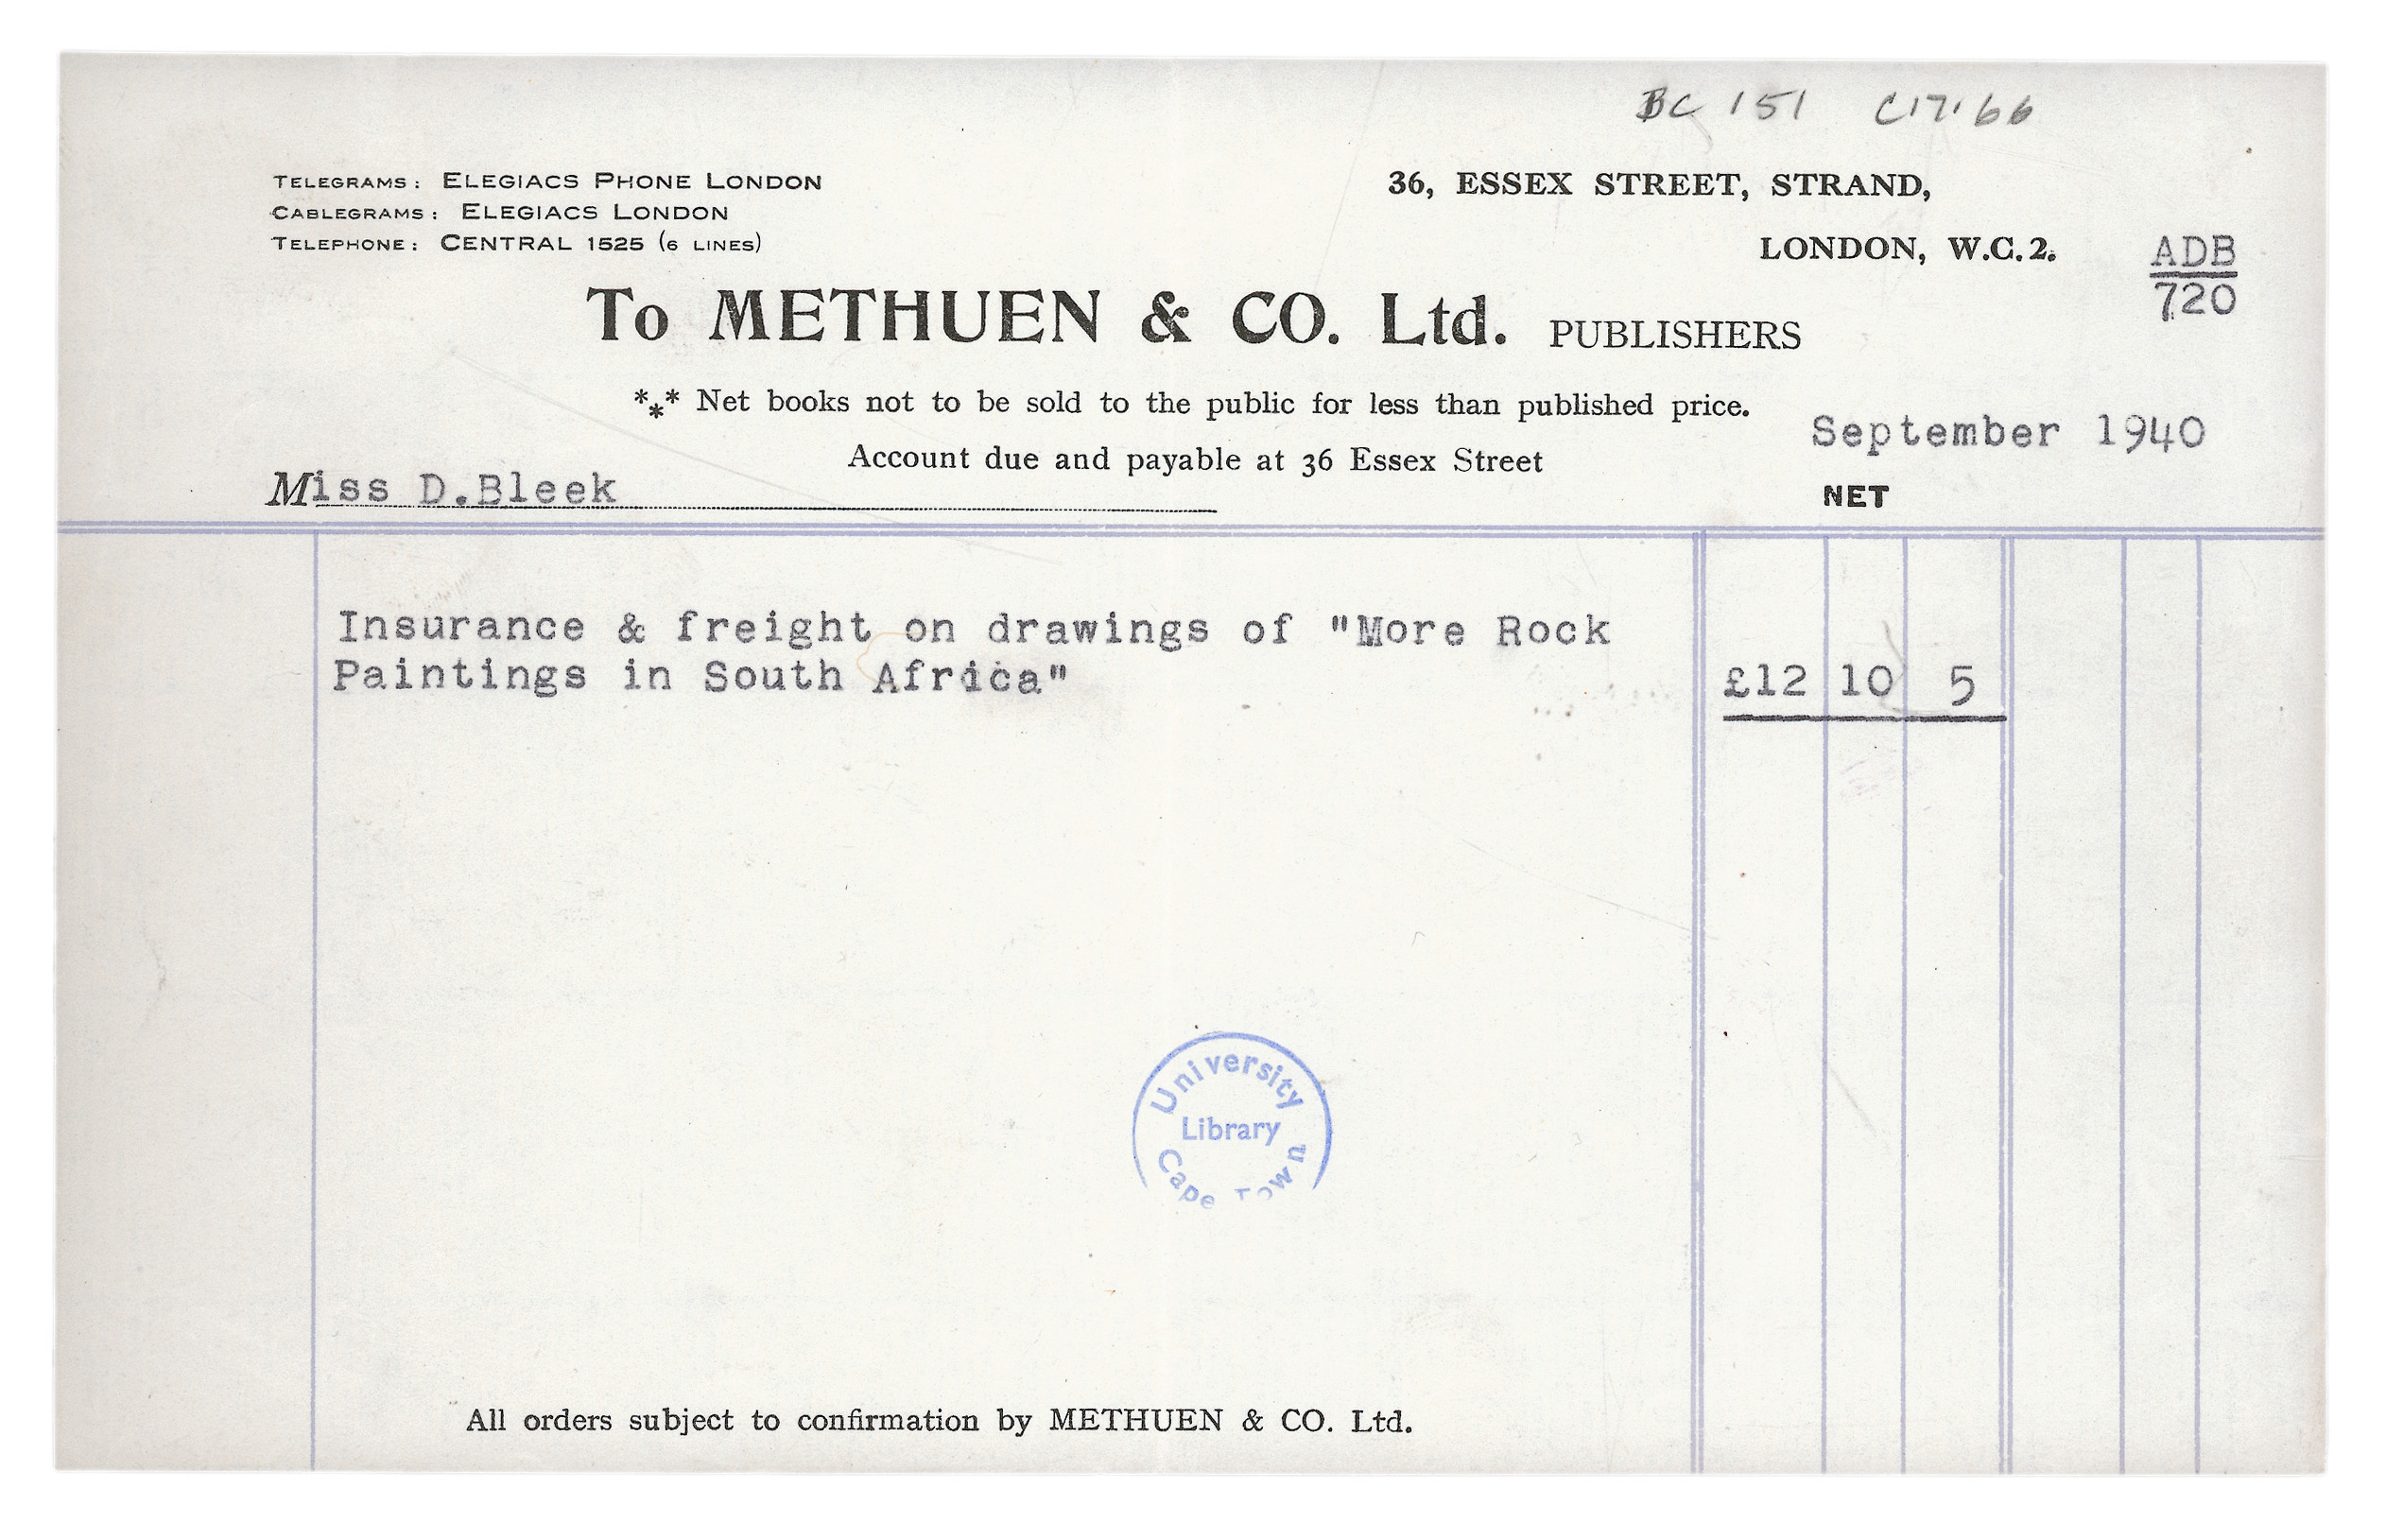 BC 151 C17.66
TELEGRAMS: ELEGIACS PHONE LONDON
CABLEGRAMS: ELEGIACS LONDON
TELEPHONE: CENTRAL 1525 (6 LINES)
36, ESSEX STREET, STRAND,
LONDON, W.C.2.
ADB
720
To METHUEN & CO. Ltd. PUBLISHERS
*** Net books not to be sold to the public for less than published price.
September 1940
Account due and payable at 36 Essex Street
Miss D.Bleek
NET
Insurance & freight on drawings of "More Rock
Paintings in South Africa" £12 10 5
University
Library
Cape Town
All orders subject to confirmation by METHUEN & CO. Ltd.